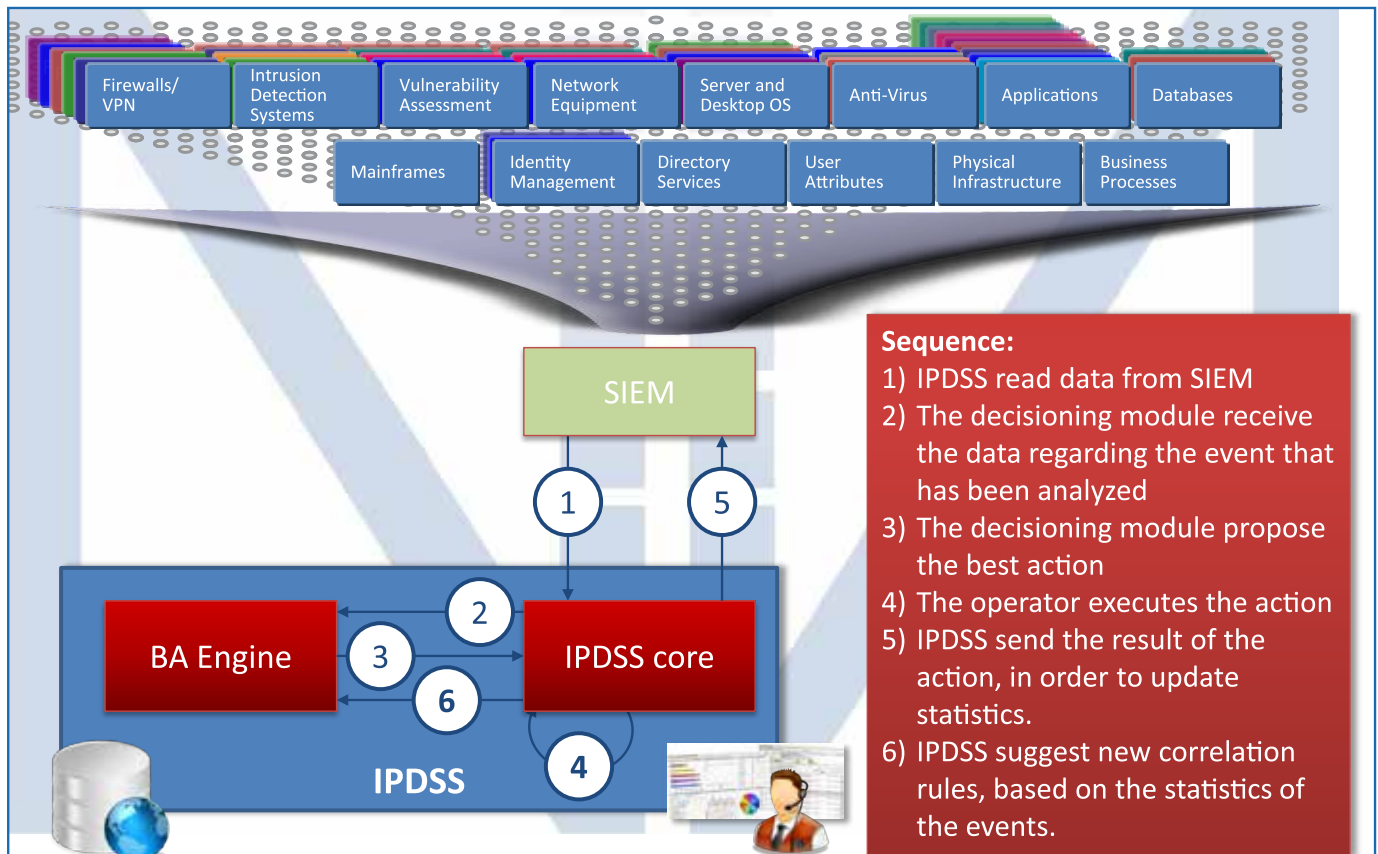 Firewalls/
VPN
Intrusion
Detection
Systems
Vulnerability
Assessment
Network
Equipment
Server and
Desktop OS
Anti-Virus
Applications
Databases
Mainframes
Identity
Management
Directory
Services
User
Attributes
Physical
Infrastructure
Business
Processes
SIEM
1
5
BA Engine
2
3
6
IPDSS core
4
IPDSS
Sequence:
1) IPDSS read data from SIEM
2) The decisioning module receive
the data regarding the event that
has been analyzed
3) The decisioning module propose
the best action
4) The operator executes the action
5) IPDSS send the result of the
action, in order to update
statistics.
6) IPDSS suggest new correlation
rules, based on the statistics of
the events.